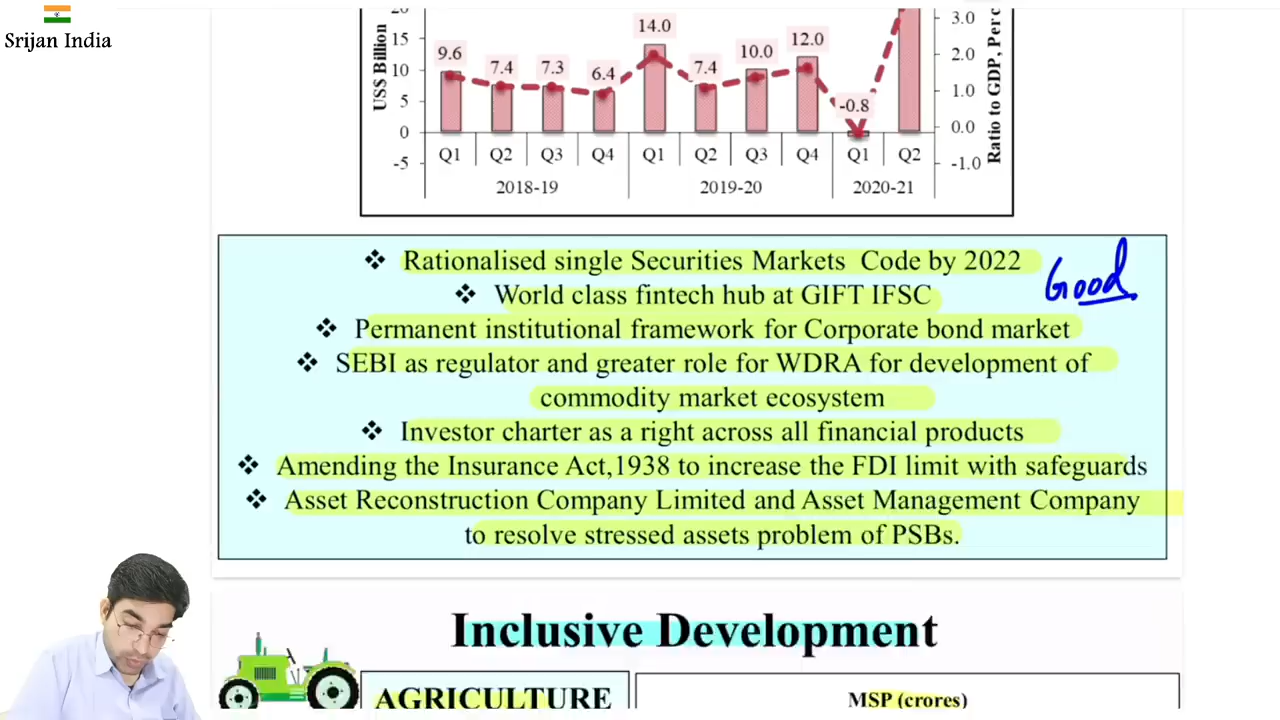 Srijan India
20
15
10
5
0
-5
US$ Billion
9.6
7.4
7.3
6.4
14.0
7.4
10.0
12.0
-0.8
3.0
2.0
1.0
0.0
-1.0
Ratio to GDP, Per c
Q1 Q2 Q3 Q4 Q1 Q2 Q3 Q4 Q1 Q2
2018-19 2019-20 2020-21
❖ Rationalised single Securities Markets Code by 2022
Good
❖ World class fintech hub at GIFT IFSC
❖ Permanent institutional framework for Corporate bond market
❖ SEBI as regulator and greater role for WDRA for development of
commodity market ecosystem
❖ Investor charter as a right across all financial products
❖ Amending the Insurance Act,1938 to increase the FDI limit with safeguards
❖ Asset Reconstruction Company Limited and Asset Management Company
to resolve stressed assets problem of PSBs.
Inclusive Development
AGRICULTURE
MSP (crores)